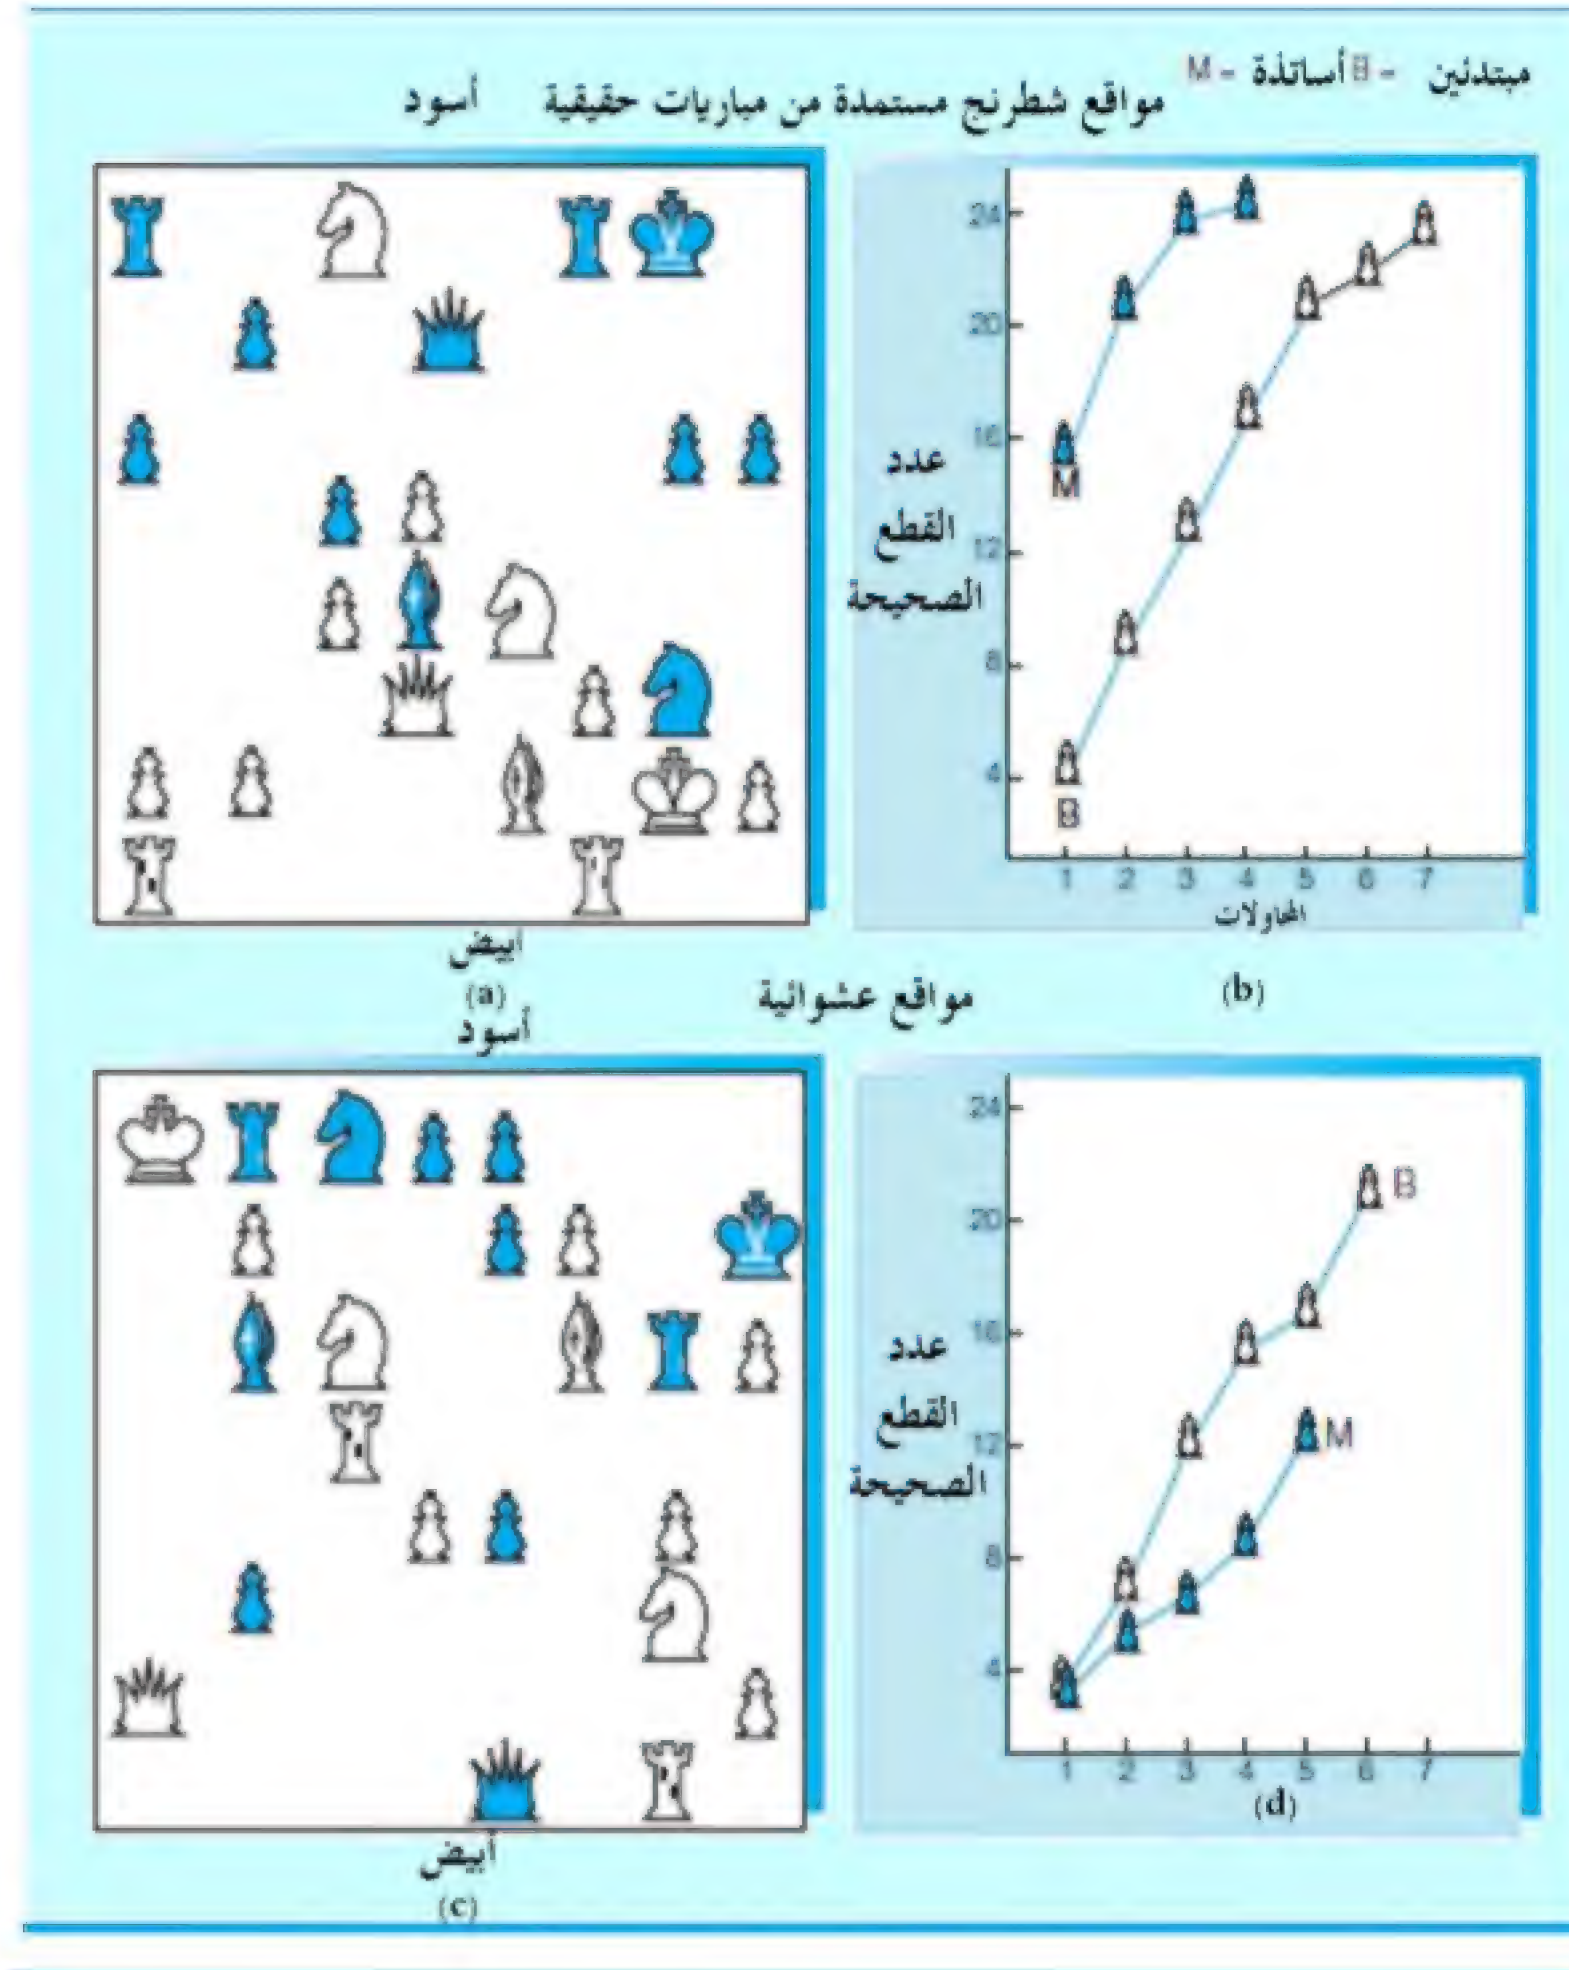 مبتدئين - B أساتذة - M
مواقع شطرنج مستمدة من مباريات حقيقية أسود
24
20
16
12
8
4
عدد
القطع
الصحيحة
M
B
1 2 3 4 5 6 7
المحاولات
أبيض
(a)
(b)
مواقع عشوائية
أسود
24
20
16
12
8
4
عدد
القطع
الصحيحة
B
M
1 2 3 4 5 6 7
(d)
أبيض
(c)